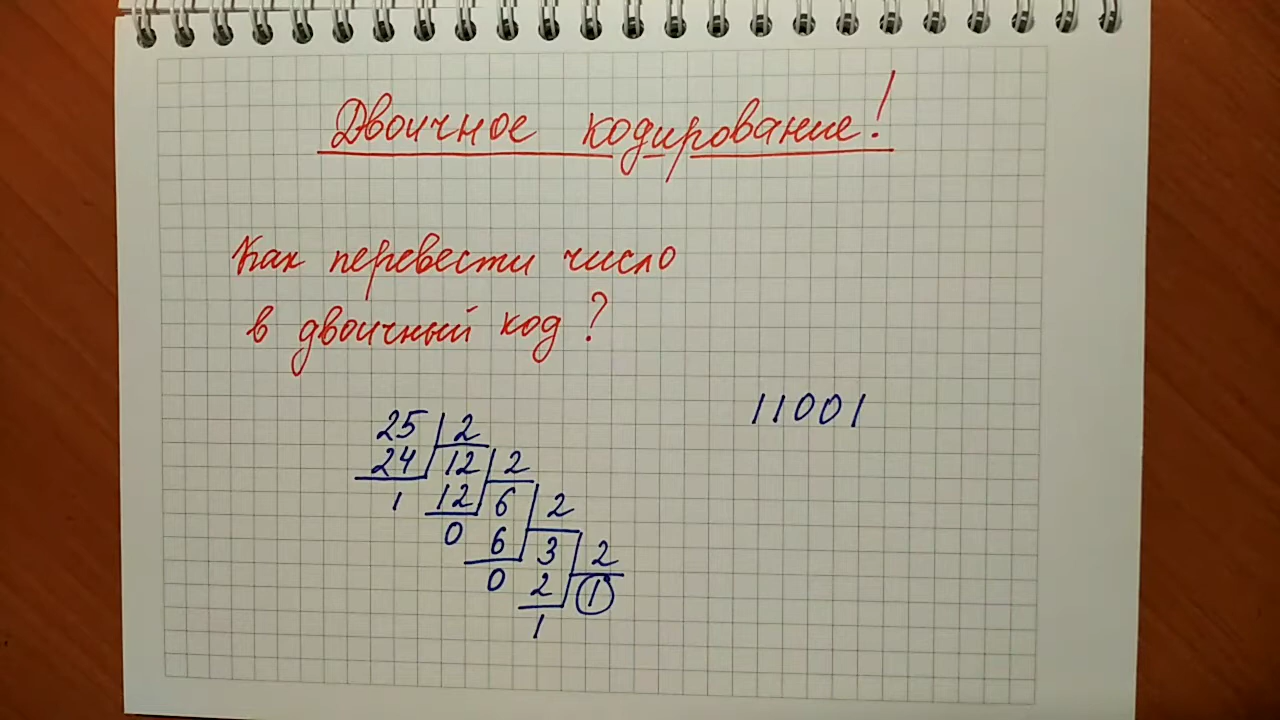 Двоичное кодирование!
Как перевести число
в двоичный код?
11001
25 2
24 12 2
1 12 6 2
0 6 3 2
0 2 1
1